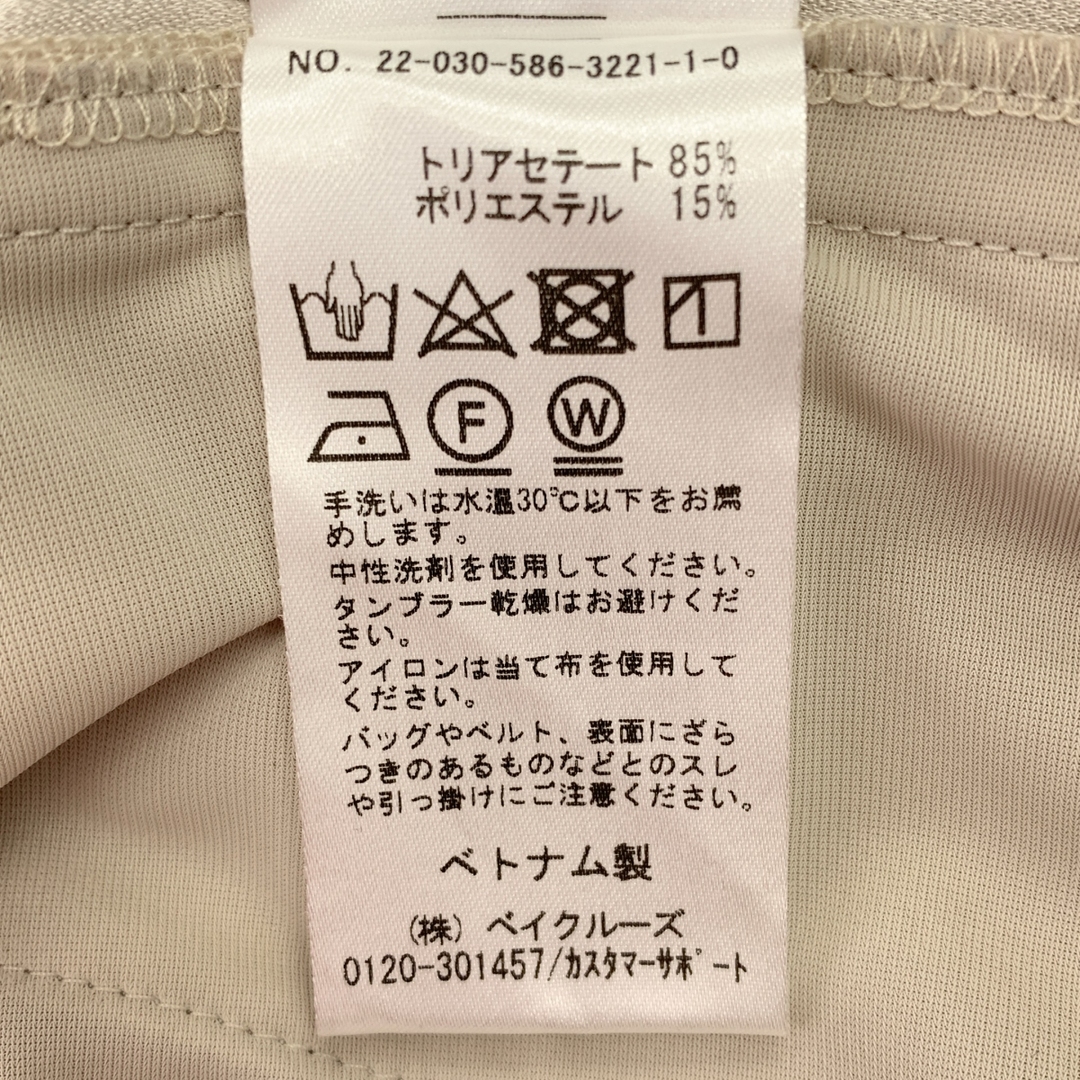 NO. 22-030-586-3221-1-0
トリアセテート 85%
ポリエステル 15%
F
W
手洗いは水温30℃以下をお薦
めします。
中性洗剤を使用してください。
タンブラー乾燥はお避けくだ
さい。
アイロンは当て布を使用して
ください。
バッグやベルト、表面にざら
つきのあるものなどとのスレ
や引っ掛けにご注意ください。
ベトナム製
(株) ベイクルーズ
0120-301457/ｶｽﾀﾏｰｻﾎﾟｰﾄ